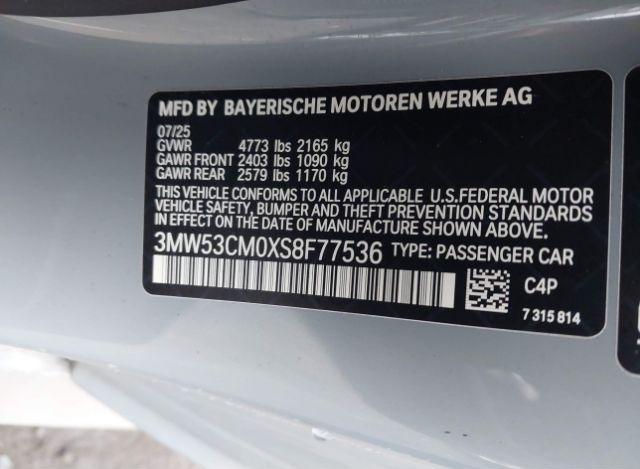 MFD BY BAYERISCHE MOTOREN WERKE AG
07/25
GVWR 4773 lbs 2165 kg
GAWR FRONT 2403 lbs 1090 kg
GAWR REAR 2579 lbs 1170 kg
THIS VEHICLE CONFORMS TO ALL APPLICABLE U.S.FEDERAL MOTOR
VEHICLE SAFETY, BUMPER AND THEFT PREVENTION STANDARDS
IN EFFECT ON THE DATE OF MANUFACTURE SHOWN ABOVE.
3MW53CM0XS8F77536 TYPE: PASSENGER CAR
C4P
7 315 814